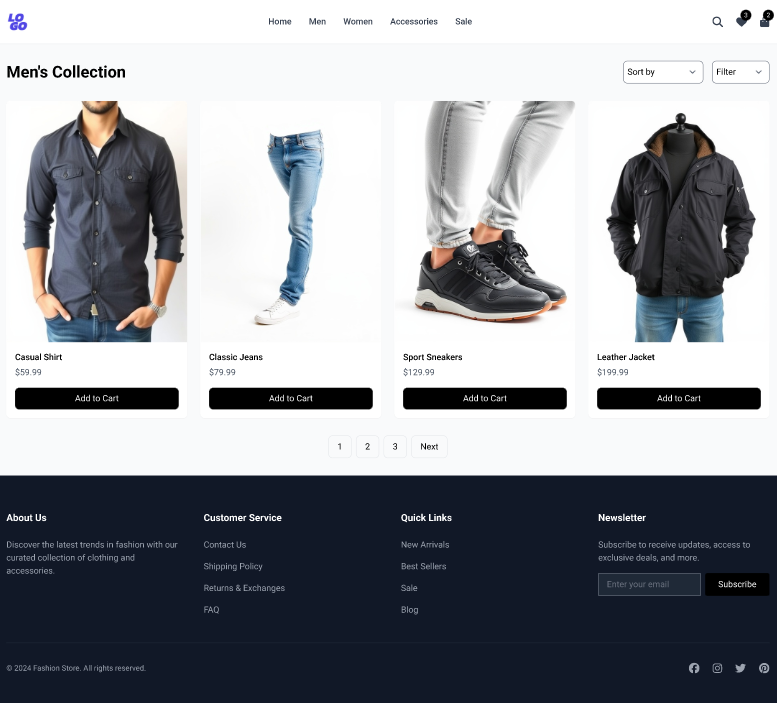 LO
GO
Home Men Women Accessories Sale
3 2
Men's Collection
Sort by Filter
Casual Shirt
$59.99
Add to Cart
Classic Jeans
$79.99
Add to Cart
Sport Sneakers
$129.99
Add to Cart
Leather Jacket
$199.99
Add to Cart
1 2 3 Next
About Us
Discover the latest trends in fashion with our
curated collection of clothing and
accessories.
Customer Service
Contact Us
Shipping Policy
Returns & Exchanges
FAQ
Quick Links
New Arrivals
Best Sellers
Sale
Blog
Newsletter
Subscribe to receive updates, access to
exclusive deals, and more.
Enter your email Subscribe
© 2024 Fashion Store. All rights reserved.